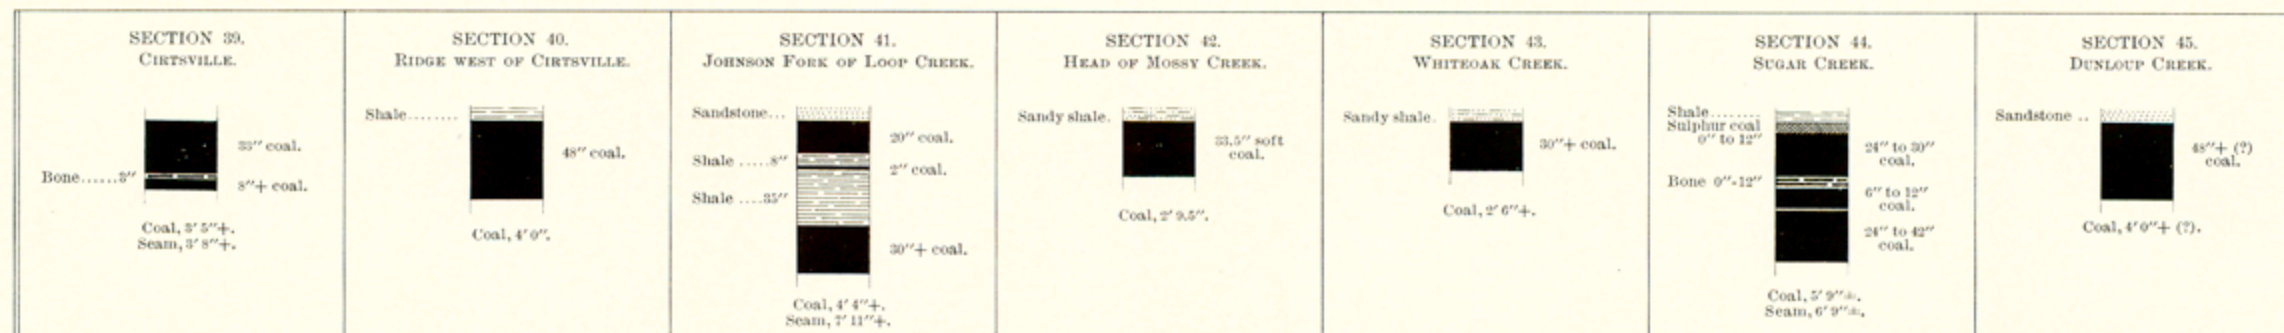 SECTION 39.
CIRTSVILLE.
33″ coal.
Bone......3″
8″+ coal.
Coal, 3′ 5″+.
Seam, 3′ 8″+.
SECTION 40.
RIDGE WEST OF CIRTSVILLE.
Shale........
48″ coal.
Coal, 4′ 0″.
SECTION 41.
JOHNSON FORK OF LOOP CREEK.
Sandstone...
20″ coal.
Shale .....8″
2″ coal.
Shale ....35″
30″+ coal.
Coal, 4′ 4″+.
Seam, 7′ 11″+.
SECTION 42.
HEAD OF MOSSY CREEK.
Sandy shale.
33.5″ soft
coal.
Coal, 2′ 9.5″.
SECTION 43.
WHITEOAK CREEK.
Sandy shale.
30″+ coal.
Coal, 2′ 6″+.
SECTION 44.
SUGAR CREEK.
Shale........
Sulphur coal
0″ to 12″
24″ to 30″
coal.
Bone 0″-12″
6″ to 12″
coal.
24″ to 42″
coal.
Coal, 5′ 9″±.
Seam, 6′ 9″±.
SECTION 45.
DUNLOUP CREEK.
Sandstone ..
48″+ (?)
coal.
Coal, 4′ 0″+ (?).